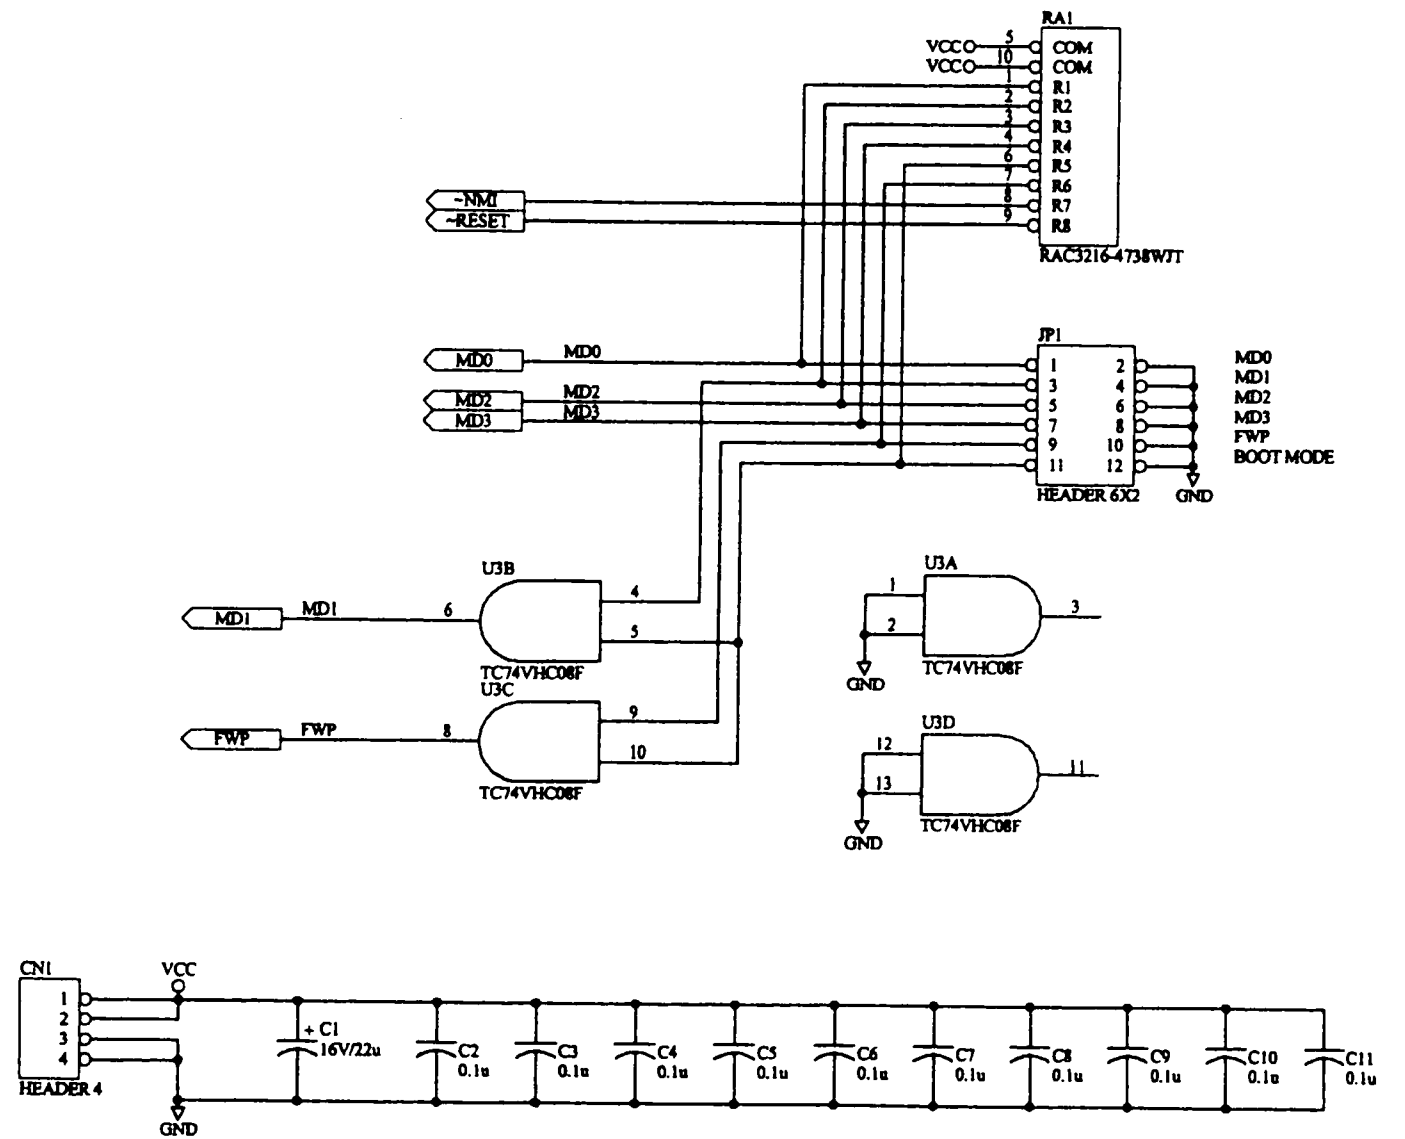 RA1
VCC 5 COM
VCC 10 COM
1 R1
2 R2
3 R3
4 R4
6 R5
7 R6
~NMI 8 R7
~RESET 9 R8
RAC3216-4738WJT
JP1
MD0 MD0 1 2 MD0
3 4 MD1
MD2 MD2 5 6 MD2
MD3 MD3 7 8 MD3
9 10 FWP
11 12 BOOT MODE
HEADER 6X2 GND
U3B
4
MD1 MD1 6
5
TC74VHC08F
U3C
9
FWP FWP 8
10
TC74VHC08F
U3A
1
3
2
TC74VHC08F
GND
U3D
12
11
13
TC74VHC08F
GND
CN1
VCC
1
2
3
4
HEADER 4
GND
+ C1
16V/22u
C2
0.1u
C3
0.1u
C4
0.1u
C5
0.1u
C6
0.1u
C7
0.1u
C8
0.1u
C9
0.1u
C10
0.1u
C11
0.1u